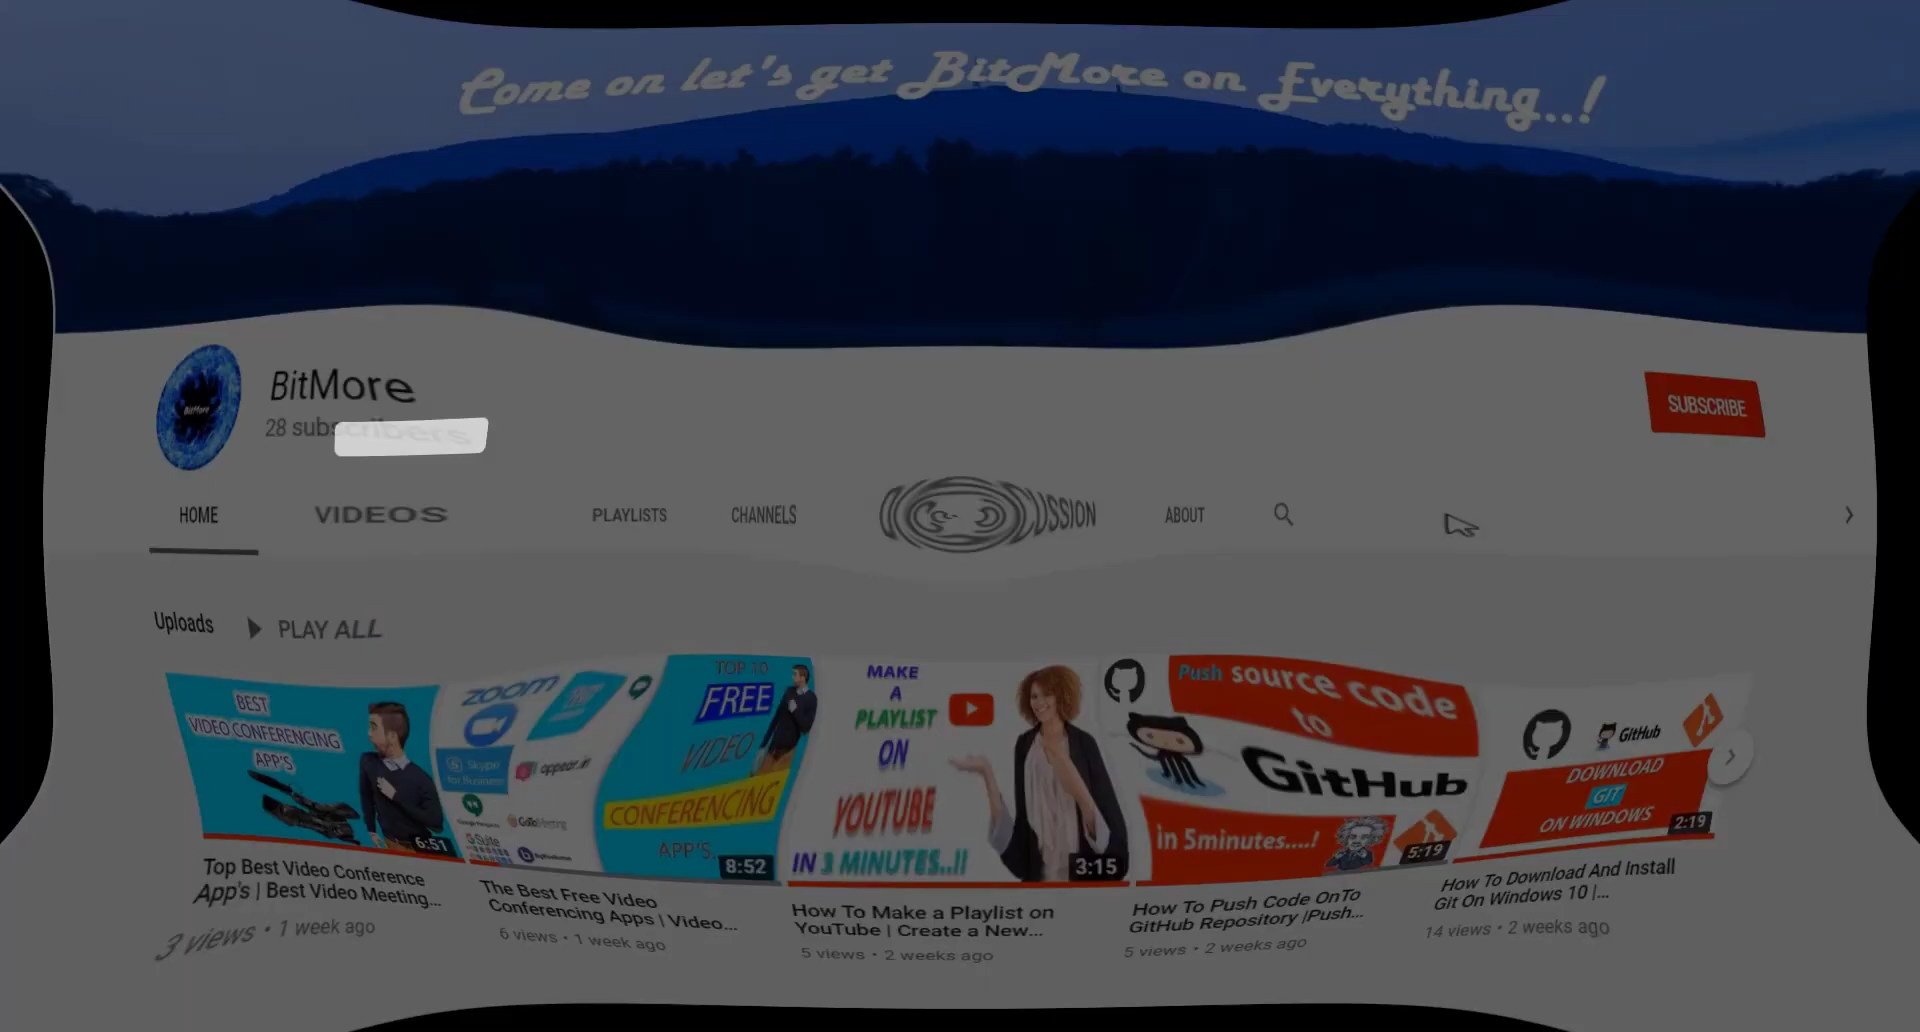 Come on let's get BitMore on Everything..!
BitMore
BitMore
28 subscribers
SUBSCRIBE
HOME VIDEOS PLAYLISTS CHANNELS CUSSION ABOUT
Uploads PLAY ALL
BEST
VIDEO CONFERENCING
APP'S
6:51
zoom
Skype
for Business
appear.in
GoToMeeting
G Suite
TOP 10
FREE
VIDEO
CONFERENCING
APP'S
8:52
MAKE
A
PLAYLIST
ON
YOUTUBE
IN 3 MINUTES..!!
3:15
Push source code
to
GitHub
in 5minutes....!
5:19
GitHub
DOWNLOAD
GIT
ON WINDOWS
2:19
Top Best Video Conference
App's | Best Video Meeting...
3 views • 1 week ago
The Best Free Video
Conferencing Apps | Video...
6 views • 1 week ago
How To Make a Playlist on
YouTube | Create a New...
5 views • 2 weeks ago
How To Push Code OnTo
GitHub Repository |Push...
5 views • 2 weeks ago
How To Download And Install
Git On Windows 10 |...
14 views • 2 weeks ago